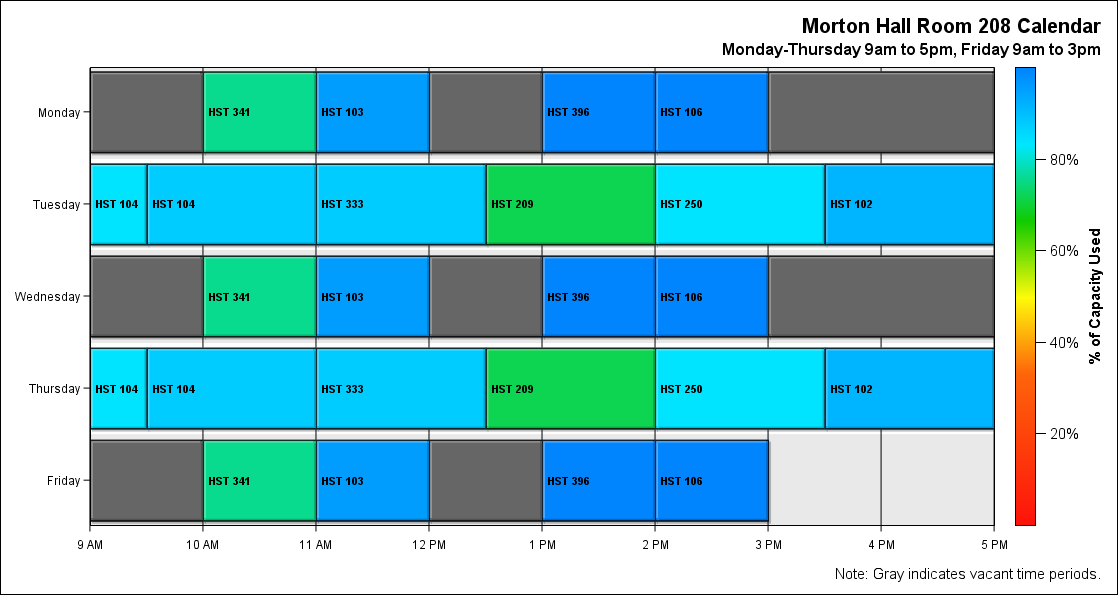 Morton Hall Room 208 Calendar
Monday-Thursday 9am to 5pm, Friday 9am to 3pm
Monday
HST 341
HST 103
HST 396
HST 106
Tuesday
HST 104
HST 104
HST 333
HST 209
HST 250
HST 102
Wednesday
HST 341
HST 103
HST 396
HST 106
Thursday
HST 104
HST 104
HST 333
HST 209
HST 250
HST 102
Friday
HST 341
HST 103
HST 396
HST 106
9 AM
10 AM
11 AM
12 PM
1 PM
2 PM
3 PM
4 PM
5 PM
80%
60%
40%
20%
% of Capacity Used
Note: Gray indicates vacant time periods.